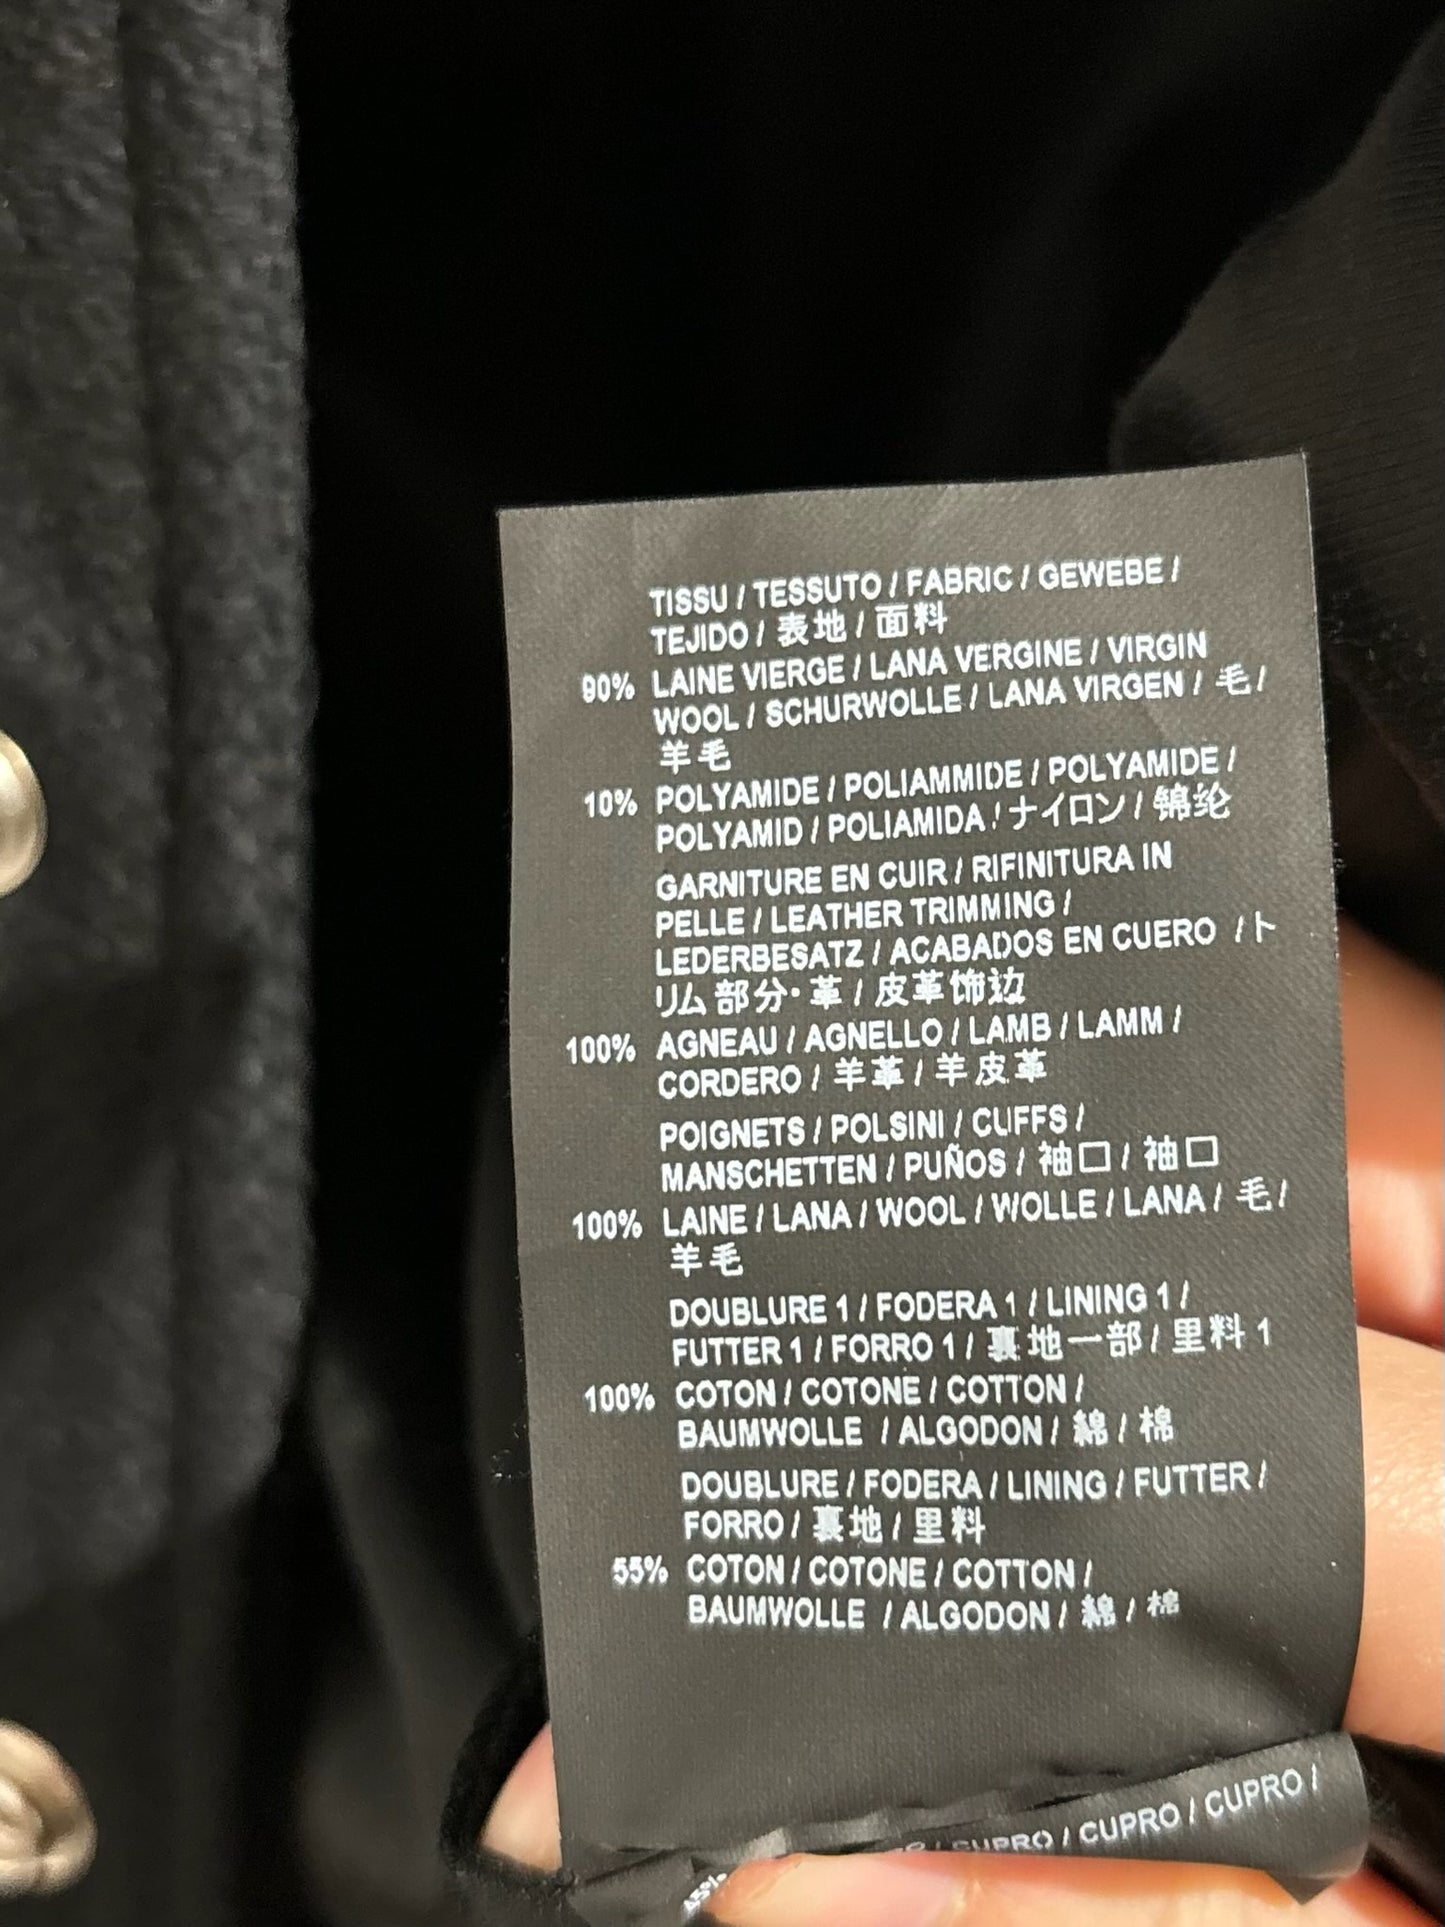 TISSU / TESSUTO / FABRIC / GEWEBE /
TEJIDO / 表地 / 面料
90% LAINE VIERGE / LANA VERGINE / VIRGIN
WOOL / SCHURWOLLE / LANA VIRGEN / 毛 /
羊毛
10% POLYAMIDE / POLIAMMIDE / POLYAMIDE /
POLYAMID / POLIAMIDA / ナイロン / 锦纶
GARNITURE EN CUIR / RIFINITURA IN
PELLE / LEATHER TRIMMING /
LEDERBESATZ / ACABADOS EN CUERO / ト
リム部分・革 / 皮革饰边
100% AGNEAU / AGNELLO / LAMB / LAMM /
CORDERO / 羊革 / 羊皮革
POIGNETS / POLSINI / CUFFS /
MANSCHETTEN / PUÑOS / 袖口 / 袖口
100% LAINE / LANA / WOOL / WOLLE / LANA / 毛 /
羊毛
DOUBLURE 1 / FODERA 1 / LINING 1 /
FUTTER 1 / FORRO 1 / 裏地一部 / 里料 1
100% COTON / COTONE / COTTON /
BAUMWOLLE / ALGODON / 綿 / 棉
DOUBLURE / FODERA / LINING / FUTTER /
FORRO / 裏地 / 里料
55% COTON / COTONE / COTTON /
BAUMWOLLE / ALGODON / 綿 / 棉
45% / CUPRO / CUPRO / CUPRO /